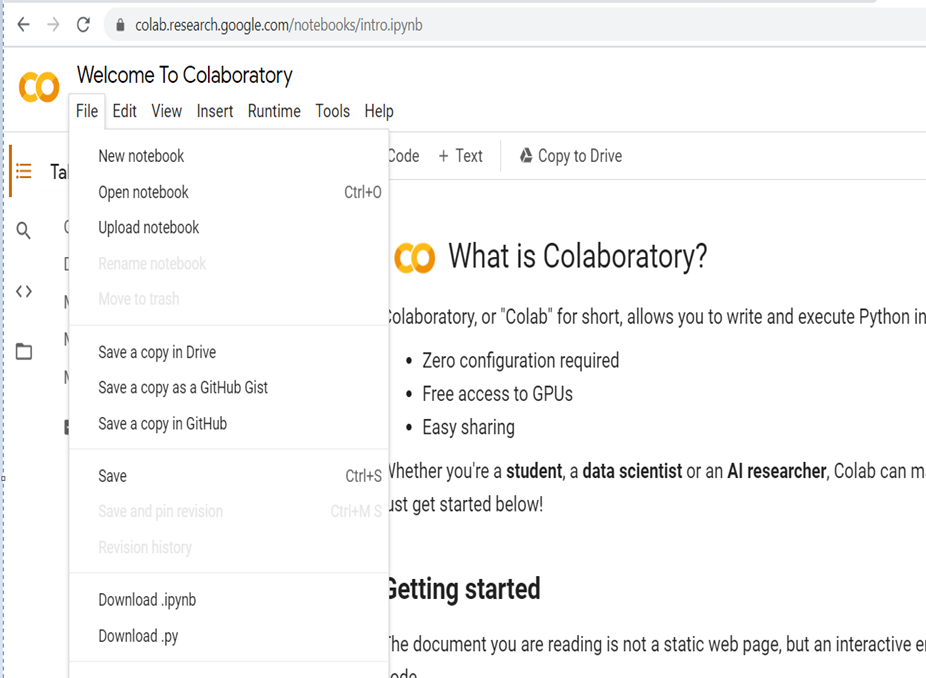 colab.research.google.com/notebooks/intro.ipynb
Welcome To Colaboratory
File Edit View Insert Runtime Tools Help
New notebook
Open notebook Ctrl+O
Upload notebook
Rename notebook
Move to trash
Save a copy in Drive
Save a copy as a GitHub Gist
Save a copy in GitHub
Save Ctrl+S
Save and pin revision Ctrl+M S
Revision history
Download .ipynb
Download .py
Code + Text Copy to Drive
What is Colaboratory?
Colaboratory, or "Colab" for short, allows you to write and execute Python in
• Zero configuration required
• Free access to GPUs
• Easy sharing
Whether you're a student, a data scientist or an AI researcher, Colab can
just get started below!
Getting started
The document you are reading is not a static web page, but an interactive